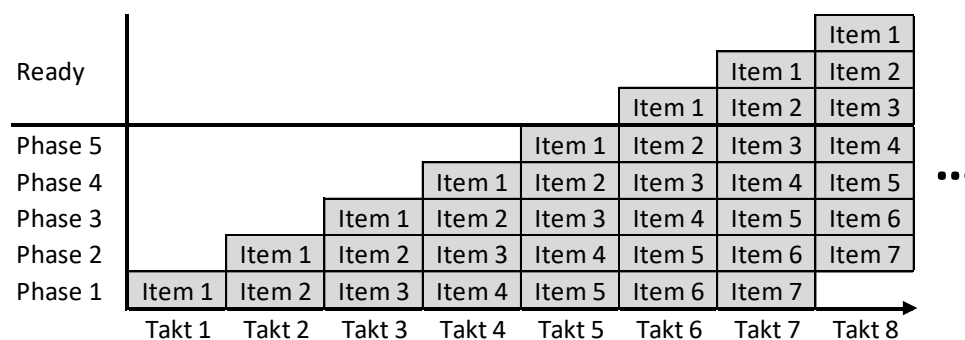 Item 1
Ready Item 1 Item 2
Item 1 Item 2 Item 3
Phase 5 Item 1 Item 2 Item 3 Item 4
Phase 4 Item 1 Item 2 Item 3 Item 4 Item 5
Phase 3 Item 1 Item 2 Item 3 Item 4 Item 5 Item 6
Phase 2 Item 1 Item 2 Item 3 Item 4 Item 5 Item 6 Item 7
Phase 1 Item 1 Item 2 Item 3 Item 4 Item 5 Item 6 Item 7
Takt 1 Takt 2 Takt 3 Takt 4 Takt 5 Takt 6 Takt 7 Takt 8
...